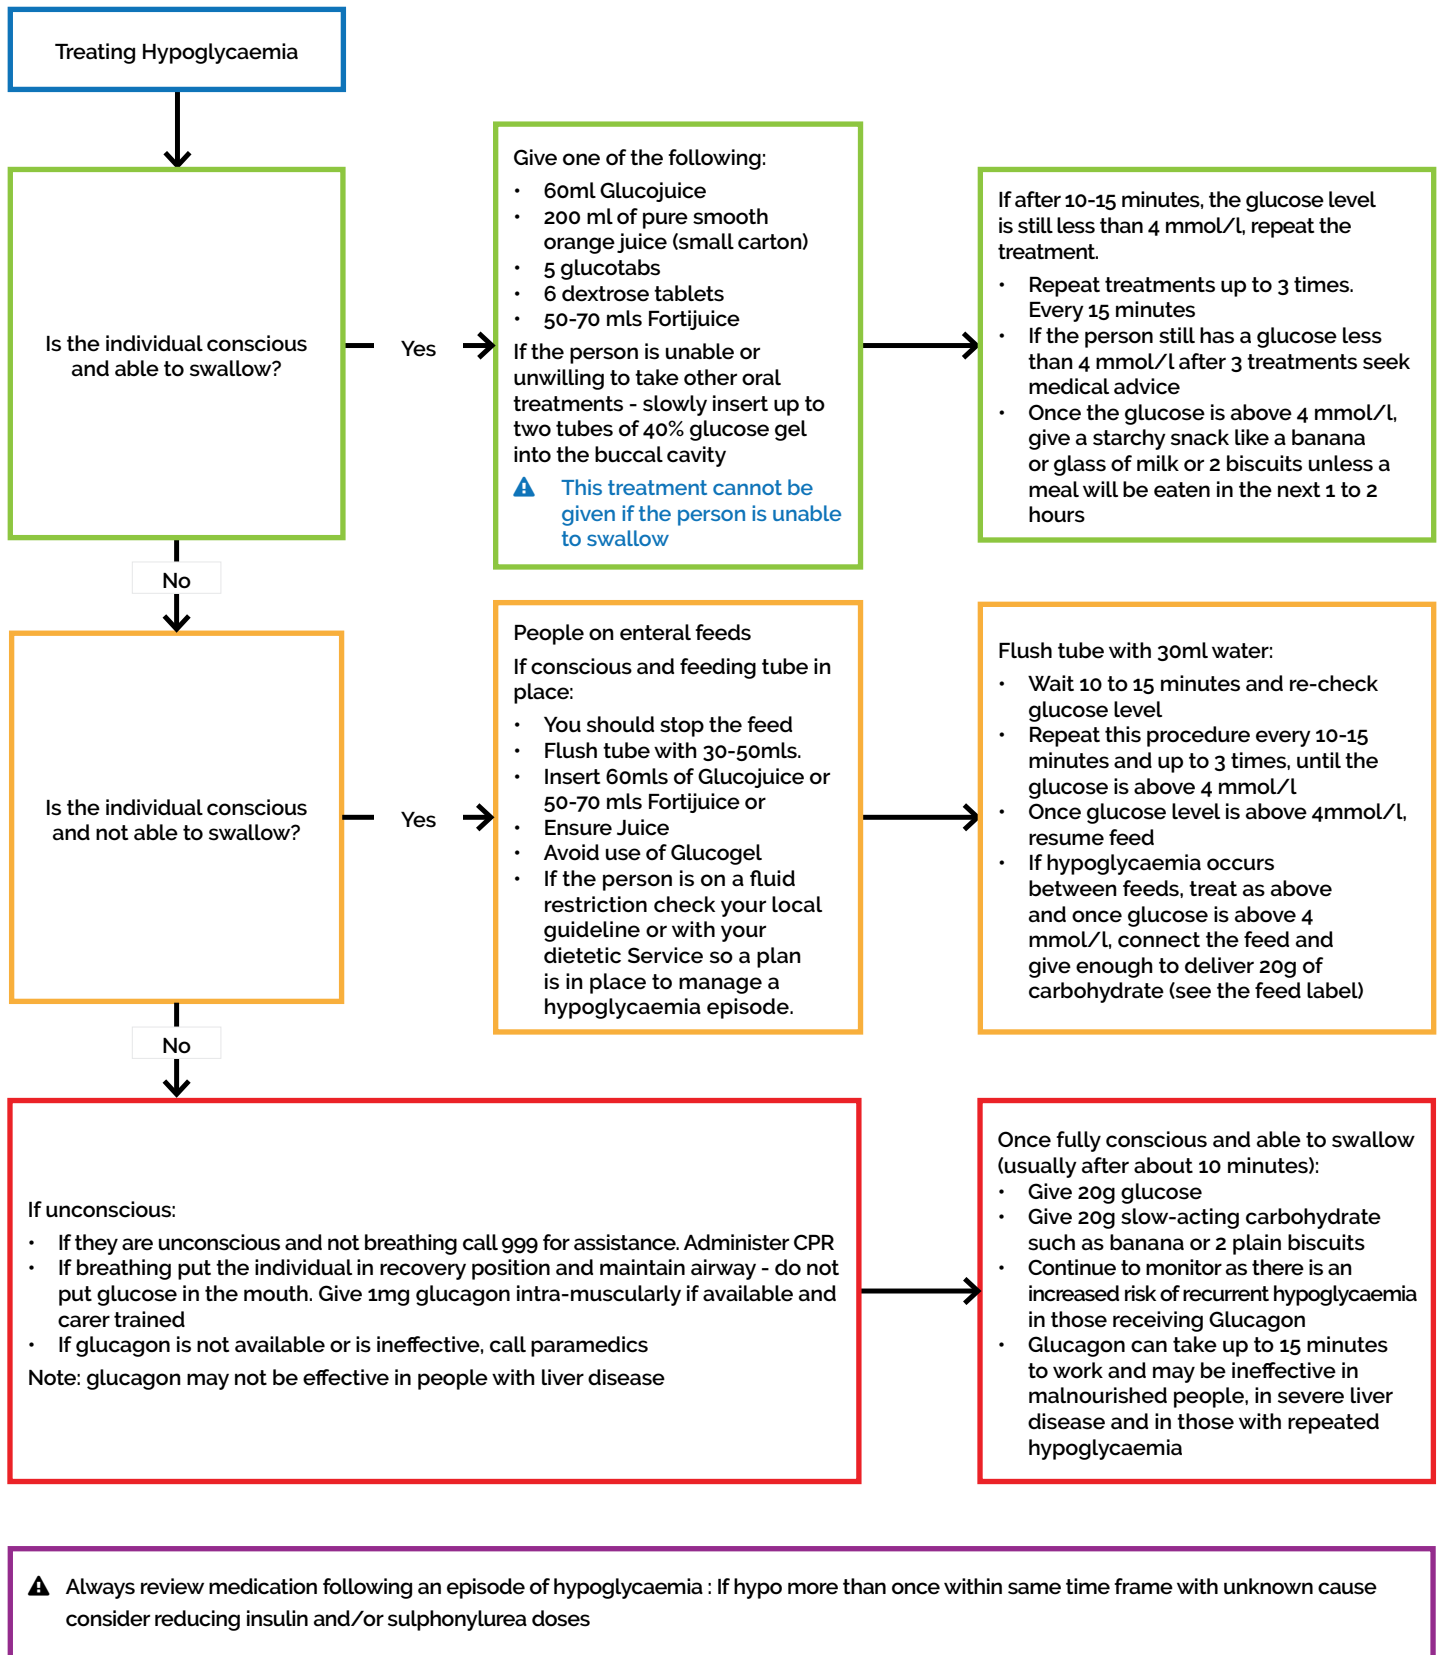 Treating Hypoglycaemia
Is the individual conscious
and able to swallow?
Yes
Give one of the following:
• 60ml Glucojuice
• 200 ml of pure smooth
orange juice (small carton)
• 5 glucotabs
• 6 dextrose tablets
• 50-70 mls Fortijuice
If the person is unable or
unwilling to take other oral
treatments - slowly insert up to
two tubes of 40% glucose gel
into the buccal cavity
This treatment cannot be
given if the person is unable
to swallow
If after 10-15 minutes, the glucose level
is still less than 4 mmol/l, repeat the
treatment.
• Repeat treatments up to 3 times.
Every 15 minutes
• If the person still has a glucose less
than 4 mmol/l after 3 treatments seek
medical advice
• Once the glucose is above 4 mmol/l,
give a starchy snack like a banana
or glass of milk or 2 biscuits unless a
meal will be eaten in the next 1 to 2
hours
No
Is the individual conscious
and not able to swallow?
Yes
People on enteral feeds
If conscious and feeding tube in
place:
• You should stop the feed
• Flush tube with 30-50mls.
• Insert 60mls of Glucojuice or
50-70 mls Fortijuice or
• Ensure Juice
• Avoid use of Glucogel
• If the person is on a fluid
restriction check your local
guideline or with your
dietetic Service so a plan
is in place to manage a
hypoglycaemia episode.
Flush tube with 30ml water:
• Wait 10 to 15 minutes and re-check
glucose level
• Repeat this procedure every 10-15
minutes and up to 3 times, until the
glucose is above 4 mmol/l
• Once glucose level is above 4mmol/l,
resume feed
• If hypoglycaemia occurs
between feeds, treat as above
and once glucose is above 4
mmol/l, connect the feed and
give enough to deliver 20g of
carbohydrate (see the feed label)
No
If unconscious:
• If they are unconscious and not breathing call 999 for assistance. Administer CPR
• If breathing put the individual in recovery position and maintain airway - do not
put glucose in the mouth. Give 1mg glucagon intra-muscularly if available and
carer trained
• If glucagon is not available or is ineffective, call paramedics
Note: glucagon may not be effective in people with liver disease
Once fully conscious and able to swallow
(usually after about 10 minutes):
• Give 20g glucose
• Give 20g slow-acting carbohydrate
such as banana or 2 plain biscuits
• Continue to monitor as there is an
increased risk of recurrent hypoglycaemia
in those receiving Glucagon
• Glucagon can take up to 15 minutes
to work and may be ineffective in
malnourished people, in severe liver
disease and in those with repeated
hypoglycaemia
Always review medication following an episode of hypoglycaemia : If hypo more than once within same time frame with unknown cause
consider reducing insulin and/or sulphonylurea doses